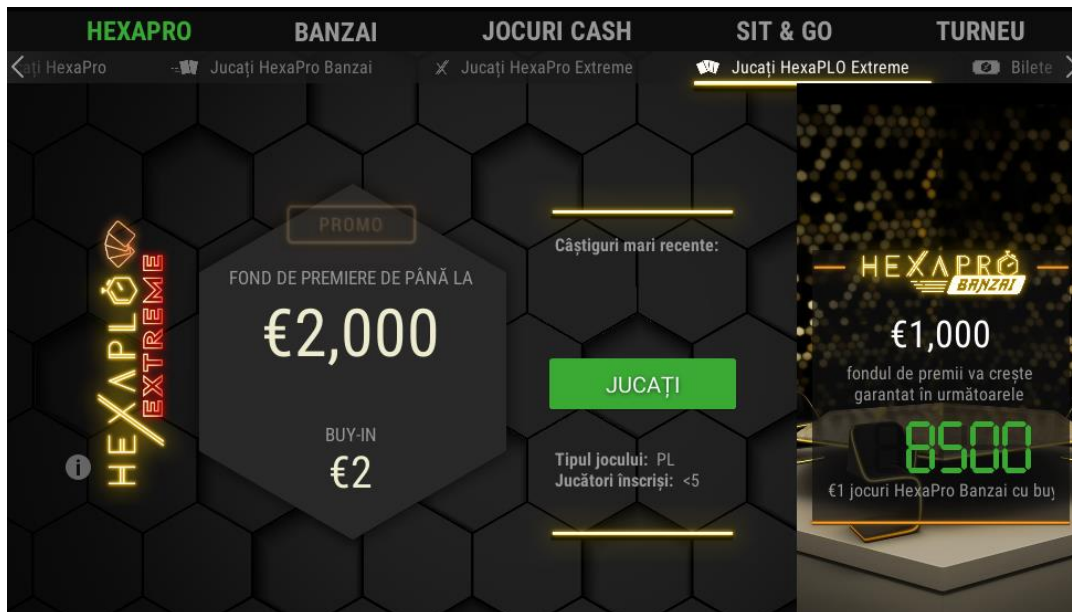 HEXAPRO BANZAI JOCURI CASH SIT & GO TURNEU
ați HexaPro Jucați HexaPro Banzai Jucați HexaPro Extreme Jucați HexaPLO Extreme Bilete
HEXAPLO
EXTREME
PROMO
FOND DE PREMIERE DE PÂNĂ LA
€2,000
BUY-IN
€2
Câștiguri mari recente:
JUCAȚI
Tipul jocului: PL
Jucători înscriși: <5
HEXAPRO
BANZAI
€1,000
fondul de premii va crește
garantat în următoarele
8500
€1 jocuri HexaPro Banzai cu buy